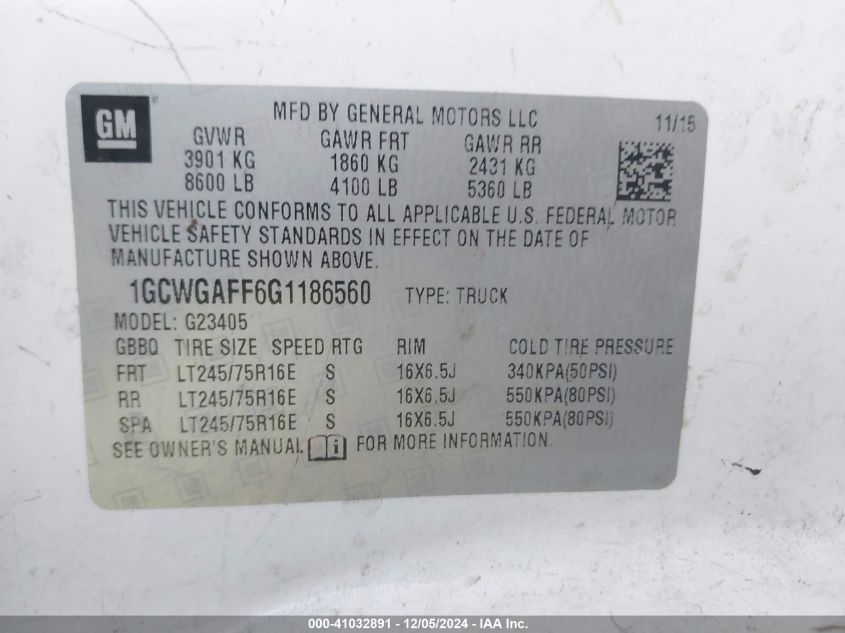 GM
MFD BY GENERAL MOTORS LLC
11/15
GVWR GAWR FRT GAWR RR
3901 KG 1860 KG 2431 KG
8600 LB 4100 LB 5360 LB
THIS VEHICLE CONFORMS TO ALL APPLICABLE U.S. FEDERAL MOTOR
VEHICLE SAFETY STANDARDS IN EFFECT ON THE DATE OF
MANUFACTURE SHOWN ABOVE.
1GCWGAFF6G1186560 TYPE: TRUCK
MODEL: G23405
GBBQ TIRE SIZE SPEED RTG RIM COLD TIRE PRESSURE
FRT LT245/75R16E S 16X6.5J 340KPA(50PSI)
RR LT245/75R16E S 16X6.5J 550KPA(80PSI)
SPA LT245/75R16E S 16X6.5J 550KPA(80PSI)
SEE OWNER'S MANUAL i FOR MORE INFORMATION.
000-41032891 - 12/05/2024 - IAA Inc.